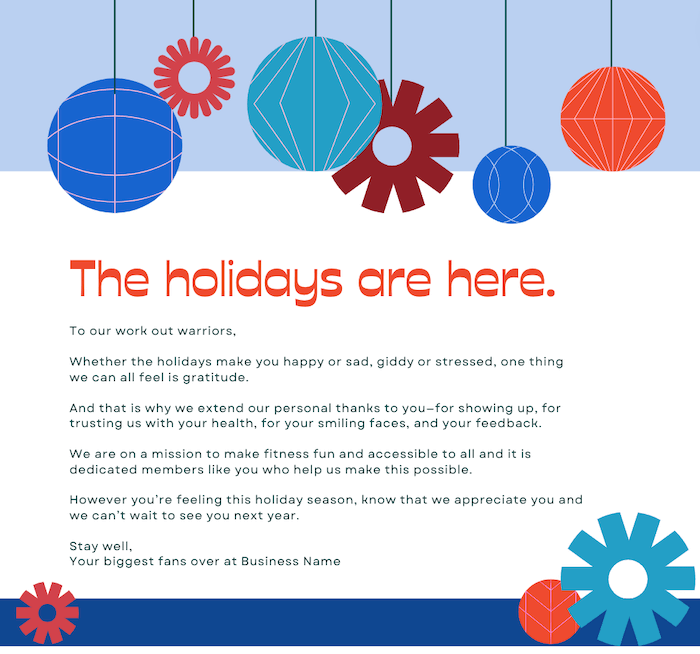 The holidays are here.
To our work out warriors,
Whether the holidays make you happy or sad, giddy or stressed, one thing
we can all feel is gratitude.
And that is why we extend our personal thanks to you—for showing up, for
trusting us with your health, for your smiling faces, and your feedback.
We are on a mission to make fitness fun and accessible to all and it is
dedicated members like you who help us make this possible.
However you're feeling this holiday season, know that we appreciate you and
we can't wait to see you next year.
Stay well,
Your biggest fans over at Business Name